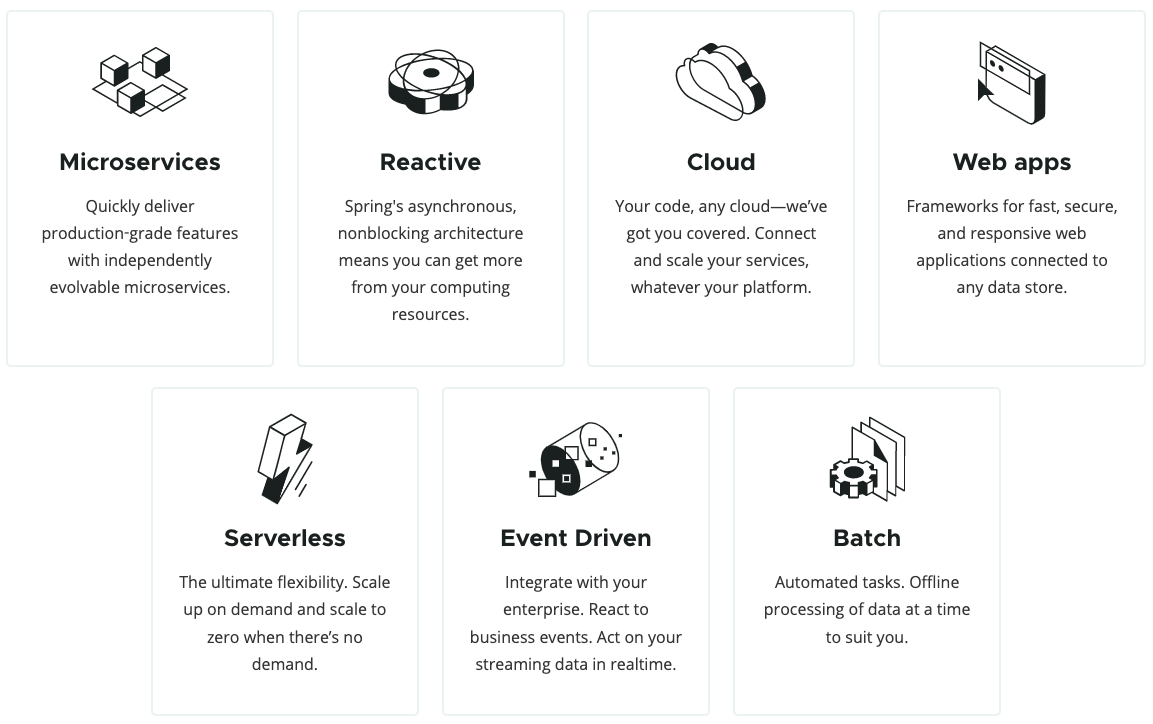 Microservices
Quickly deliver
production-grade features
with independently
evolvable microservices.
Reactive
Spring's asynchronous,
nonblocking architecture
means you can get more
from your computing
resources.
Cloud
Your code, any cloud—we’ve
got you covered. Connect
and scale your services,
whatever your platform.
Web apps
Frameworks for fast, secure,
and responsive web
applications connected to
any data store.
Serverless
The ultimate flexibility. Scale
up on demand and scale to
zero when there’s no
demand.
Event Driven
Integrate with your
enterprise. React to
business events. Act on your
streaming data in realtime.
Batch
Automated tasks. Offline
processing of data at a time
to suit you.